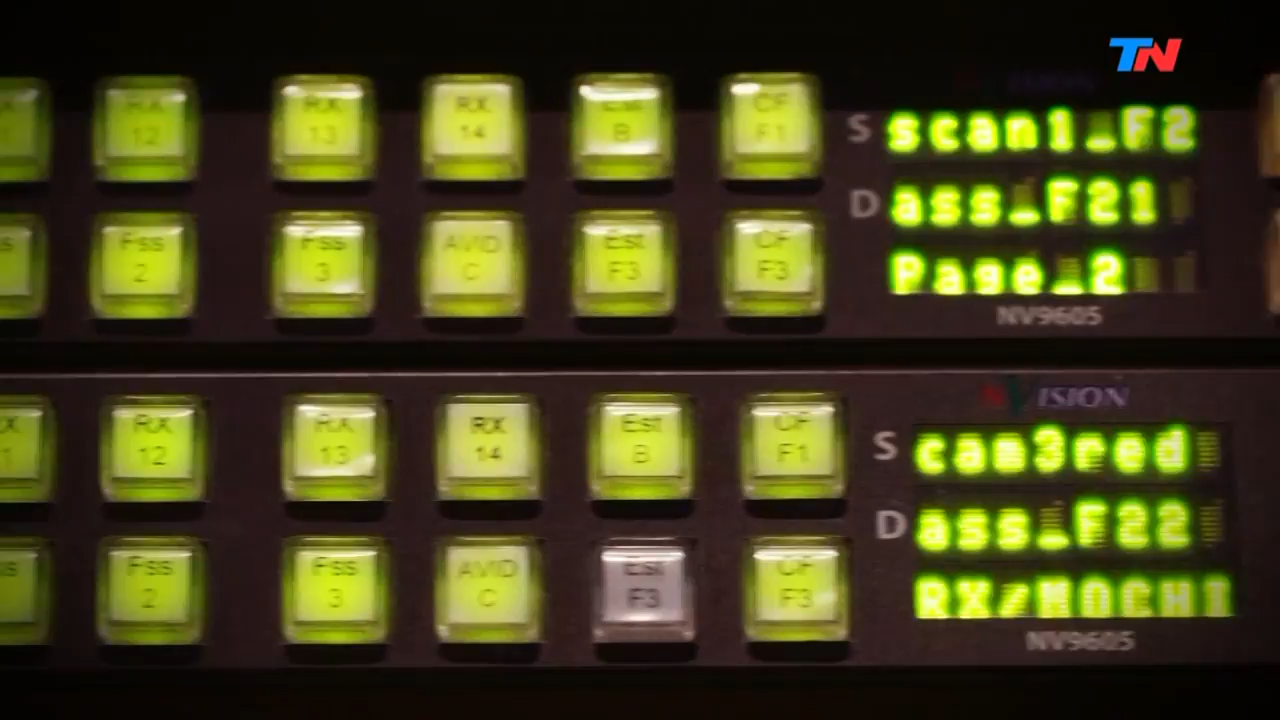 TN
RX 12 RX 13 RX 14 Est B CF F1
S scan1_F2
D ass_F21
Fss 2 Fss 3 AVID C Est F3 CF F3
Page_2
NV9605
NVISION
RX 12 RX 13 RX 14 Est B CF F1
S cam3red
D ass_F22
Fss 2 Fss 3 AVID C Est F3 CF F3
RX/MOCHI
NV9605